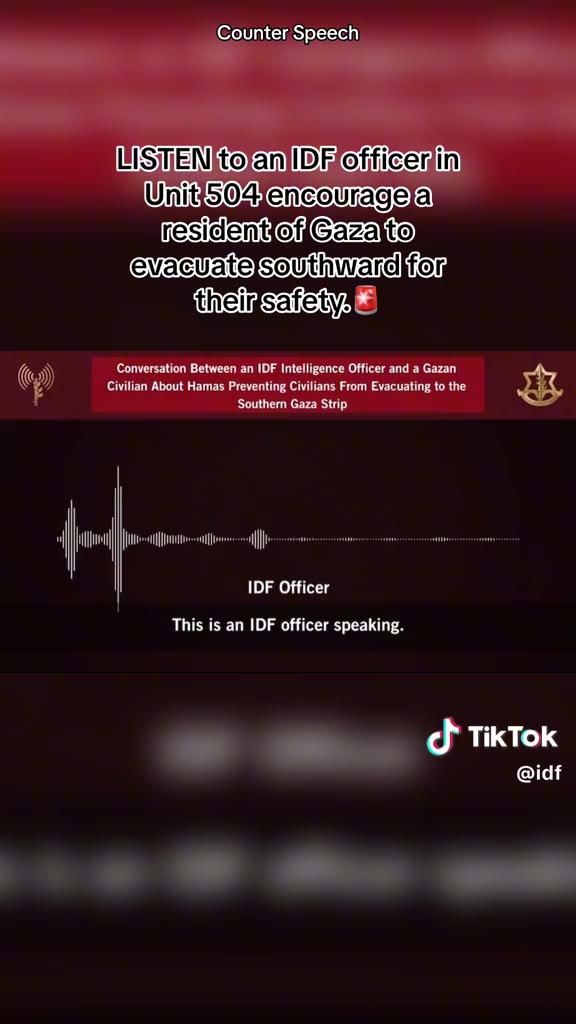 Counter Speech
LISTEN to an IDF officer in
Unit 504 encourage a
resident of Gaza to
evacuate southward for
their safety.🚨
Conversation Between an IDF Intelligence Officer and a Gazan
Civilian About Hamas Preventing Civilians From Evacuating to the
Southern Gaza Strip
IDF Officer
This is an IDF officer speaking.
TikTok
@idf